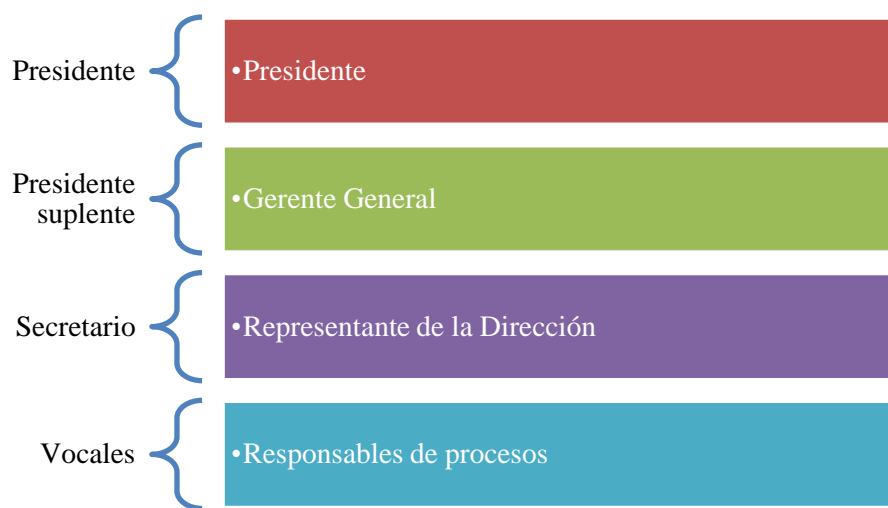 Presidente
•Presidente
Presidente
suplente
•Gerente General
Secretario
•Representante de la Dirección
Vocales
•Responsables de procesos